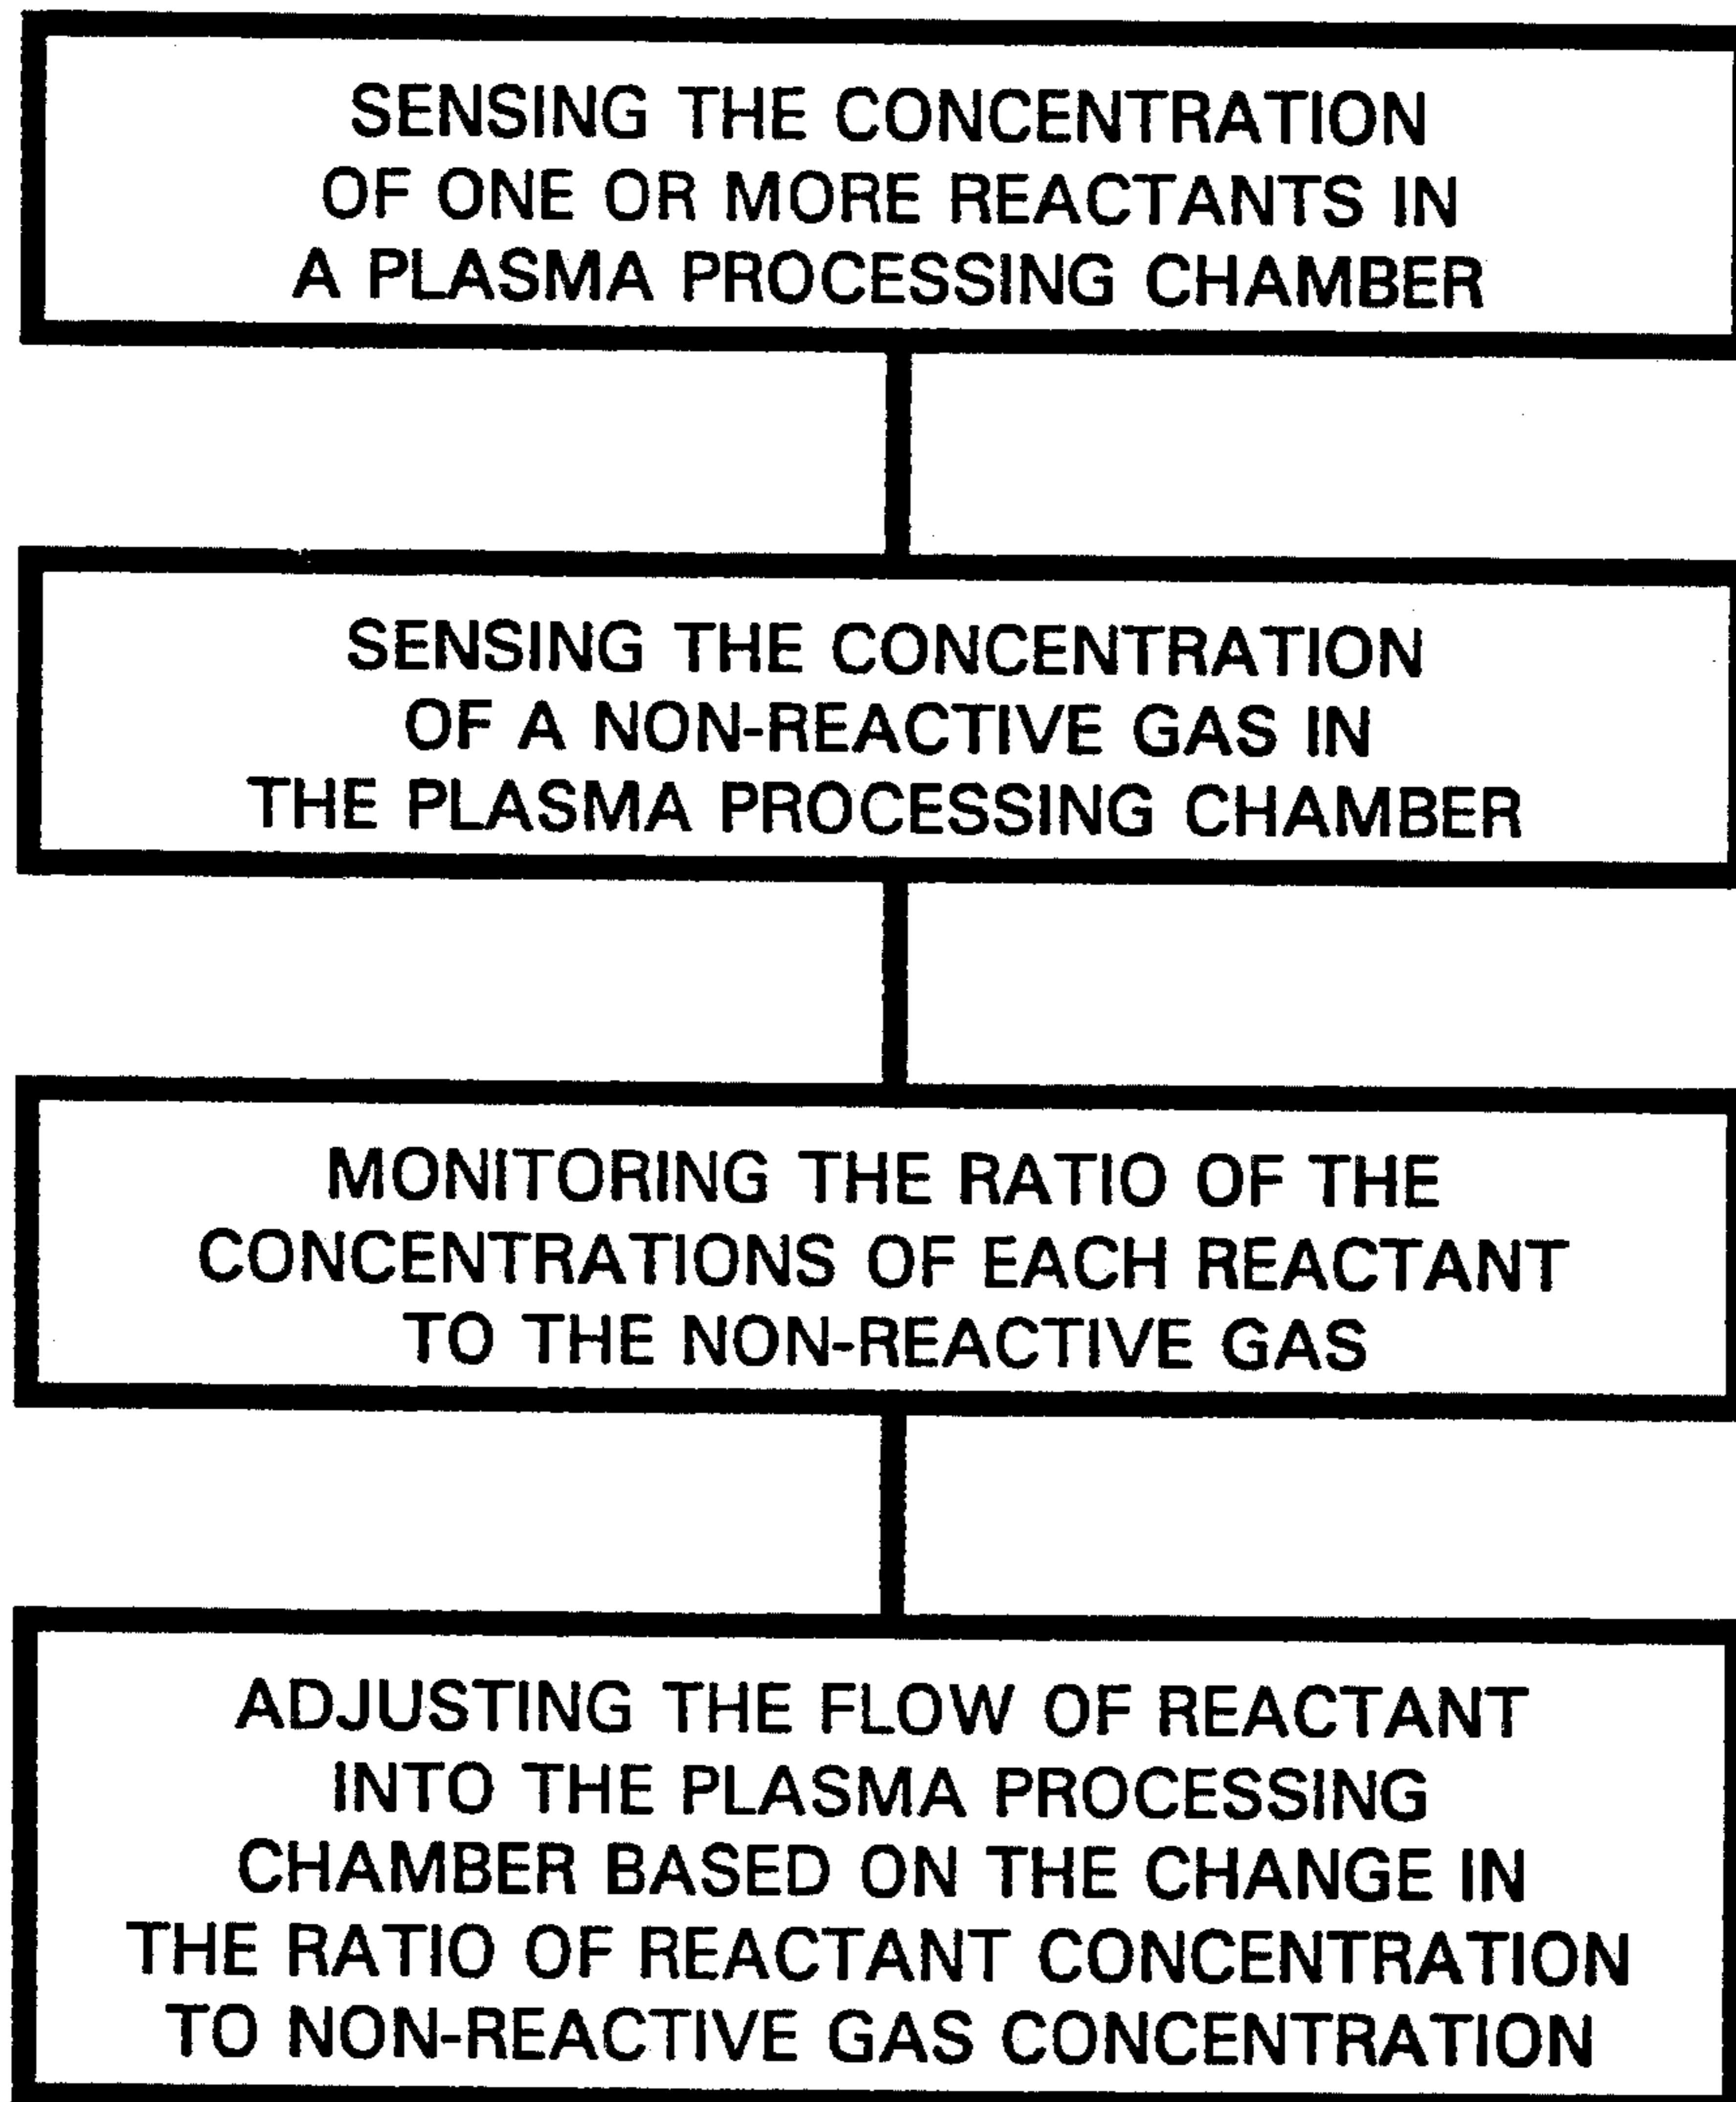 SENSING THE CONCENTRATION
OF ONE OR MORE REACTANTS IN
A PLASMA PROCESSING CHAMBER
SENSING THE CONCENTRATION
OF A NON-REACTIVE GAS IN
THE PLASMA PROCESSING CHAMBER
MONITORING THE RATIO OF THE
CONCENTRATIONS OF EACH REACTANT
TO THE NON-REACTIVE GAS
ADJUSTING THE FLOW OF REACTANT
INTO THE PLASMA PROCESSING
CHAMBER BASED ON THE CHANGE IN
THE RATIO OF REACTANT CONCENTRATION
TO NON-REACTIVE GAS CONCENTRATION